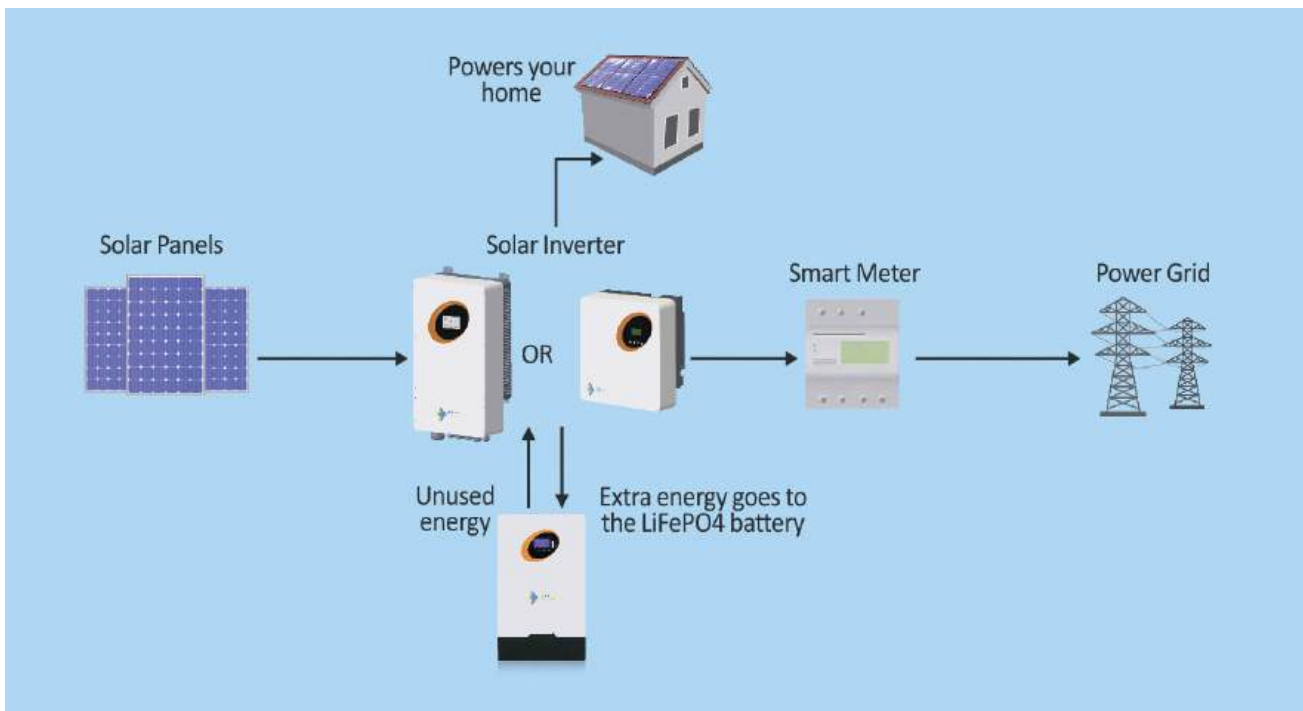 Powers your
home
Solar Panels
Solar Inverter
Smart Meter
Power Grid
OR
Unused
energy
Extra energy goes to
the LiFePO4 battery